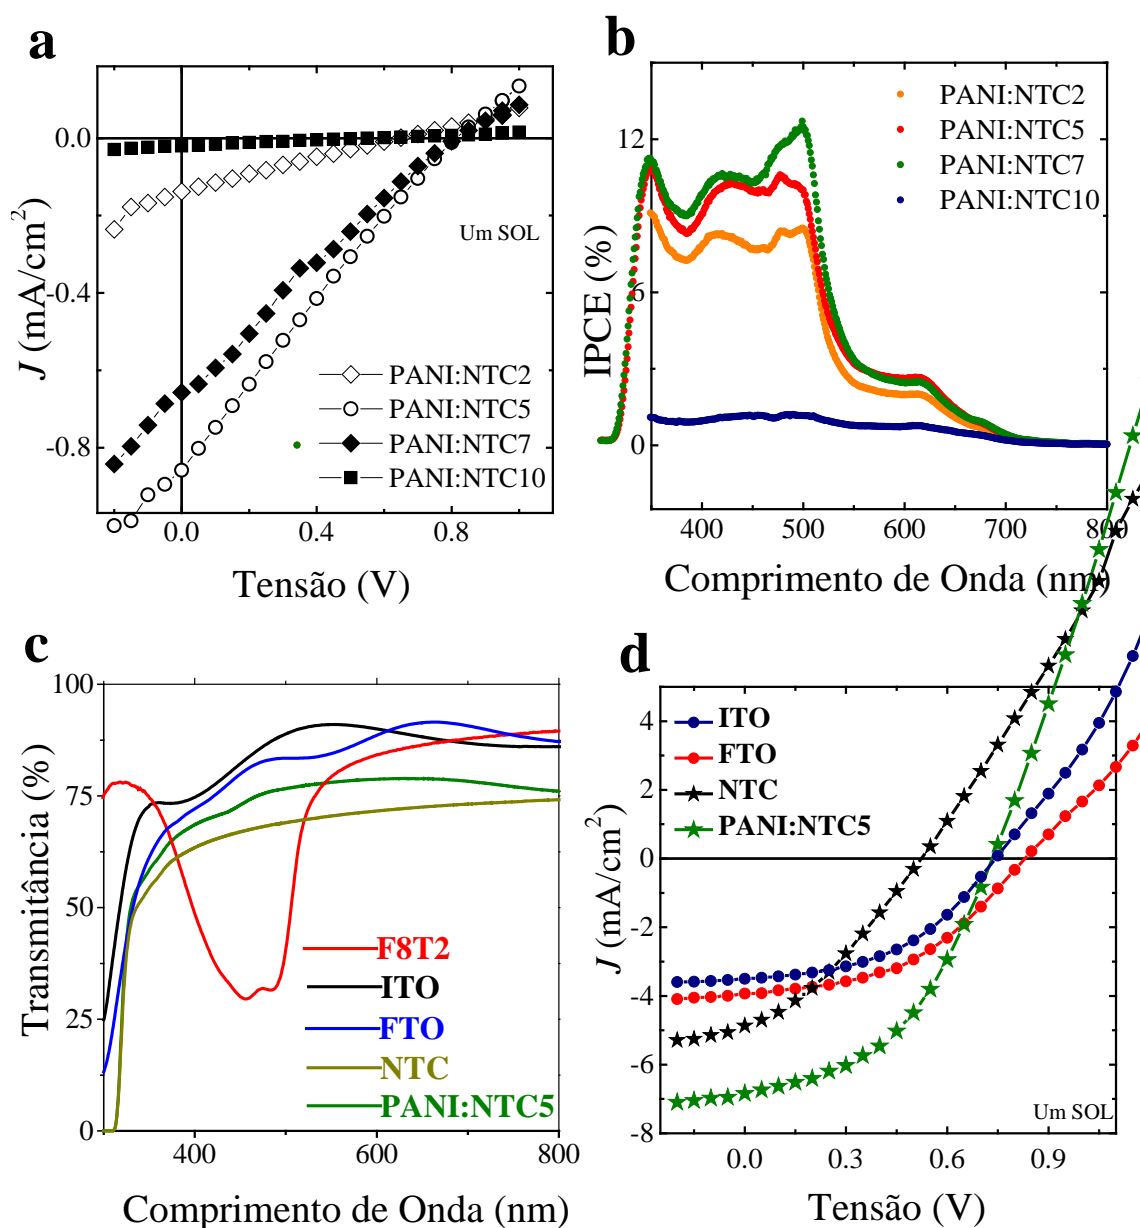 a
0.0
-0.4
-0.8
J (mA/cm²)
Um SOL
PANI:NTC2
PANI:NTC5
PANI:NTC7
PANI:NTC10
0.0 0.4 0.8
Tensão (V)
b
12
6
0
IPCE (%)
PANI:NTC2
PANI:NTC5
PANI:NTC7
PANI:NTC10
400 500 600 700 800
Comprimento de Onda (nm)
c
100
75
50
25
0
Transmitância (%)
F8T2
ITO
FTO
NTC
PANI:NTC5
400 600 800
Comprimento de Onda (nm)
d
4
2
0
-2
-4
-6
-8
J (mA/cm²)
ITO
FTO
NTC
PANI:NTC5
Um SOL
0.0 0.3 0.6 0.9
Tensão (V)